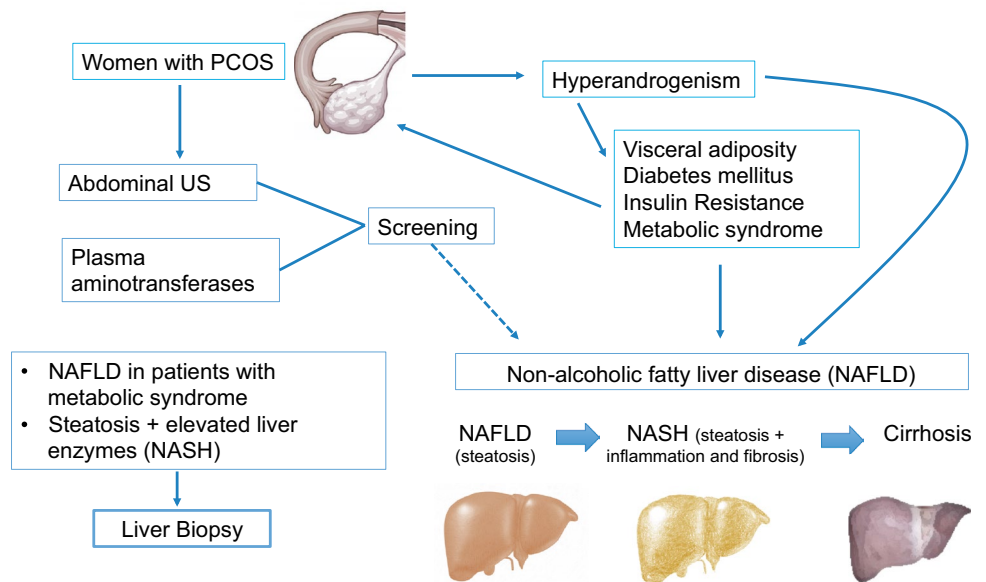 Women with PCOS
Hyperandrogenism
Visceral adiposity
Diabetes mellitus
Insulin Resistance
Metabolic syndrome
Abdominal US
Screening
Plasma
aminotransferases
• NAFLD in patients with
metabolic syndrome
• Steatosis + elevated liver
enzymes (NASH)
Liver Biopsy
Non-alcoholic fatty liver disease (NAFLD)
NAFLD
(steatosis)
NASH (steatosis +
inflammation and fibrosis)
Cirrhosis